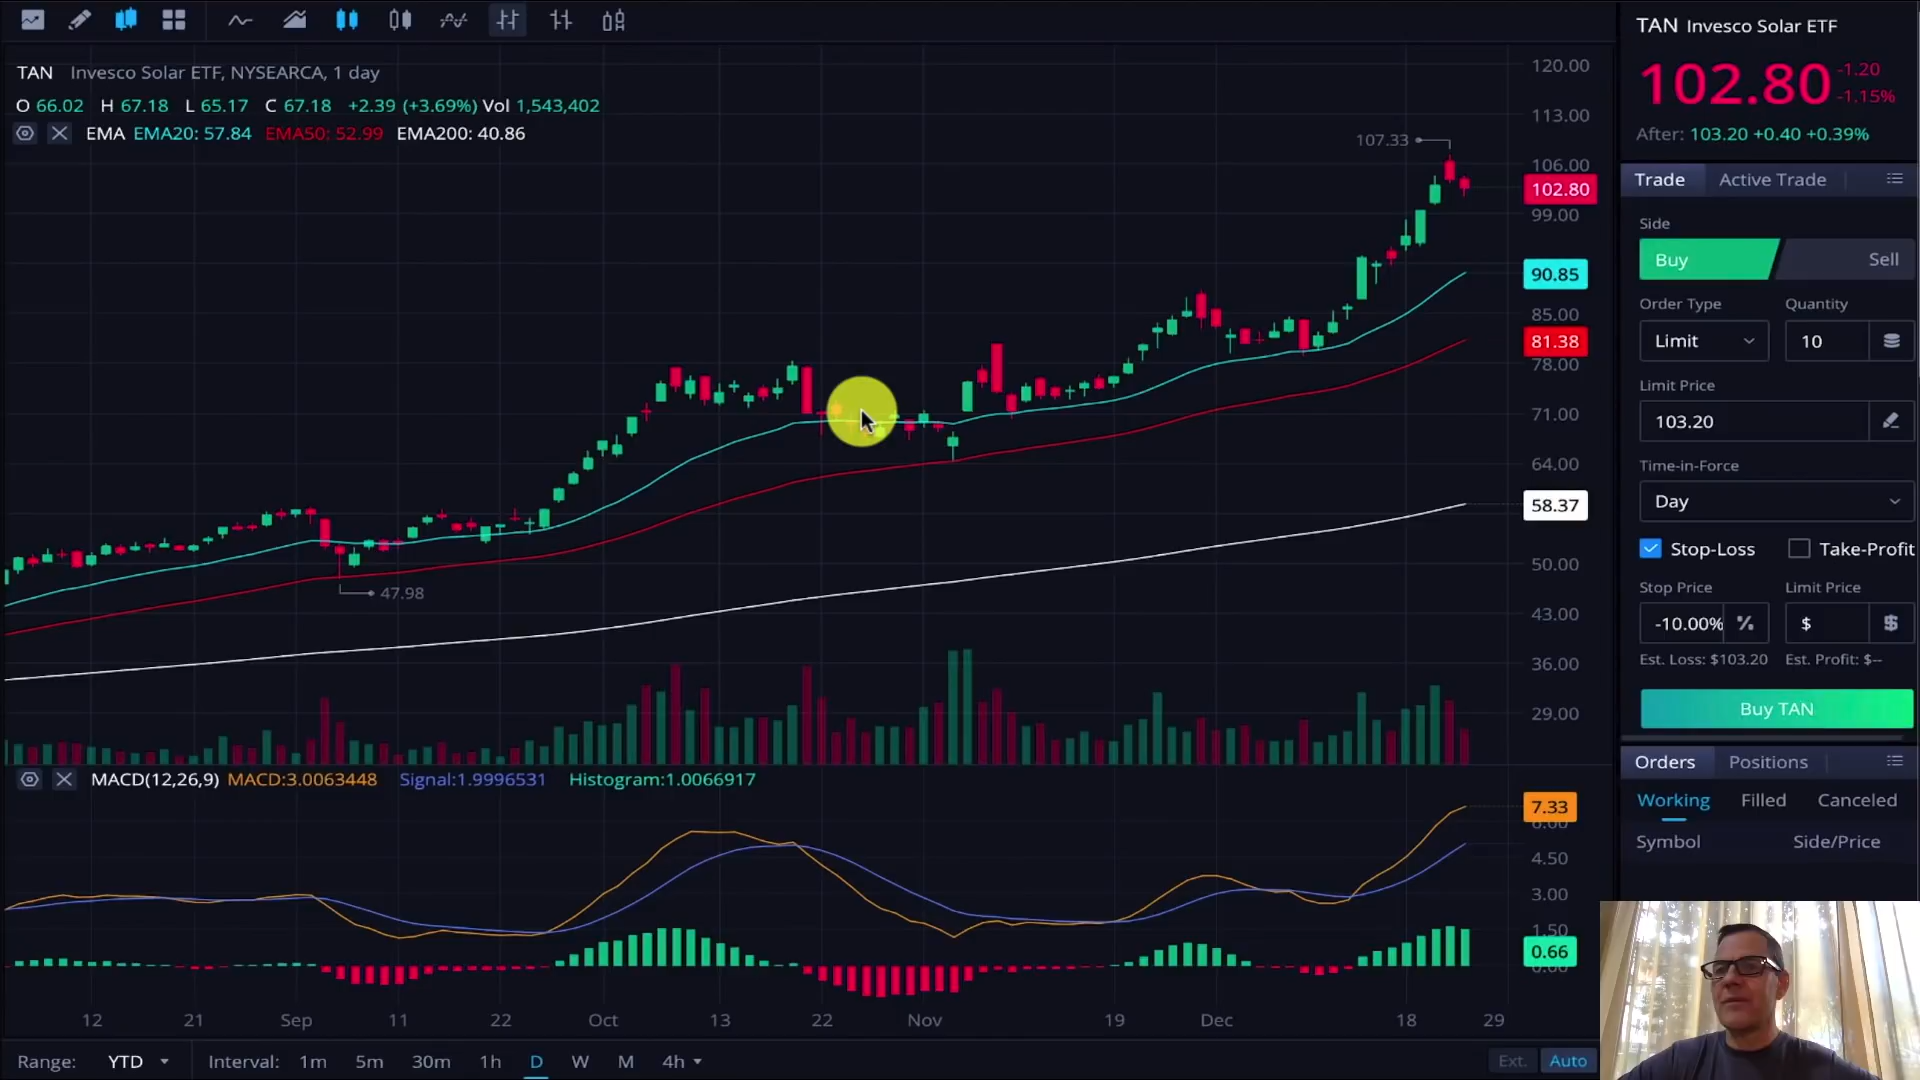 TAN Invesco Solar ETF, NYSEARCA, 1 day
O 66.02 H 67.18 L 65.17 C 67.18 +2.39 (+3.69%) Vol 1,543,402
EMA EMA20: 57.84 EMA50: 52.99 EMA200: 40.86
107.33
47.98
120.00
113.00
106.00
102.80
99.00
90.85
85.00
81.38
78.00
71.00
64.00
58.37
50.00
43.00
36.00
29.00
MACD(12,26,9) MACD:3.0063448 Signal:1.9996531 Histogram:1.0066917
7.33
6.00
4.50
3.00
1.50
0.66
0.00
12 21 Sep 11 22 Oct 13 22 Nov 19 Dec 18 29
Range: YTD Interval: 1m 5m 30m 1h D W M 4h Ext. Auto
TAN Invesco Solar ETF
102.80 -1.20
-1.15%
After: 103.20 +0.40 +0.39%
Trade Active Trade
Side
Buy Sell
Order Type Quantity
Limit 10
Limit Price
103.20
Time-in-Force
Day
Stop-Loss Take-Profit
Stop Price Limit Price
-10.00% % $ $
Est. Loss: $103.20 Est. Profit: $--
Buy TAN
Orders Positions
Working Filled Canceled
Symbol Side/Price